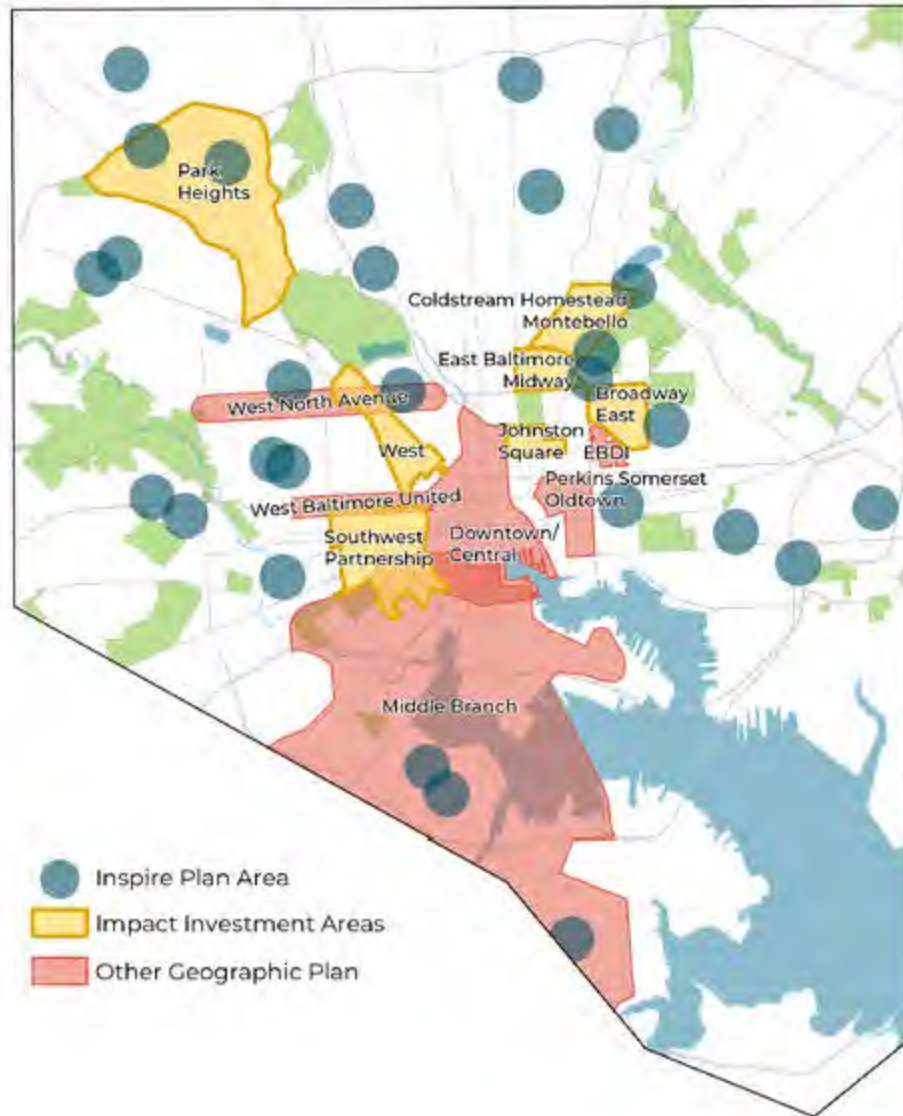 Park
Heights
Coldstream Homestead
Montebello
East Baltimore
Midway
Broadway
East
West North Avenue
Johnston
Square
EBDI
West
Perkins Somerset
Oldtown
West Baltimore United
Southwest
Partnership
Downtown/
Central
Middle Branch
Inspire Plan Area
Impact Investment Areas
Other Geographic Plan